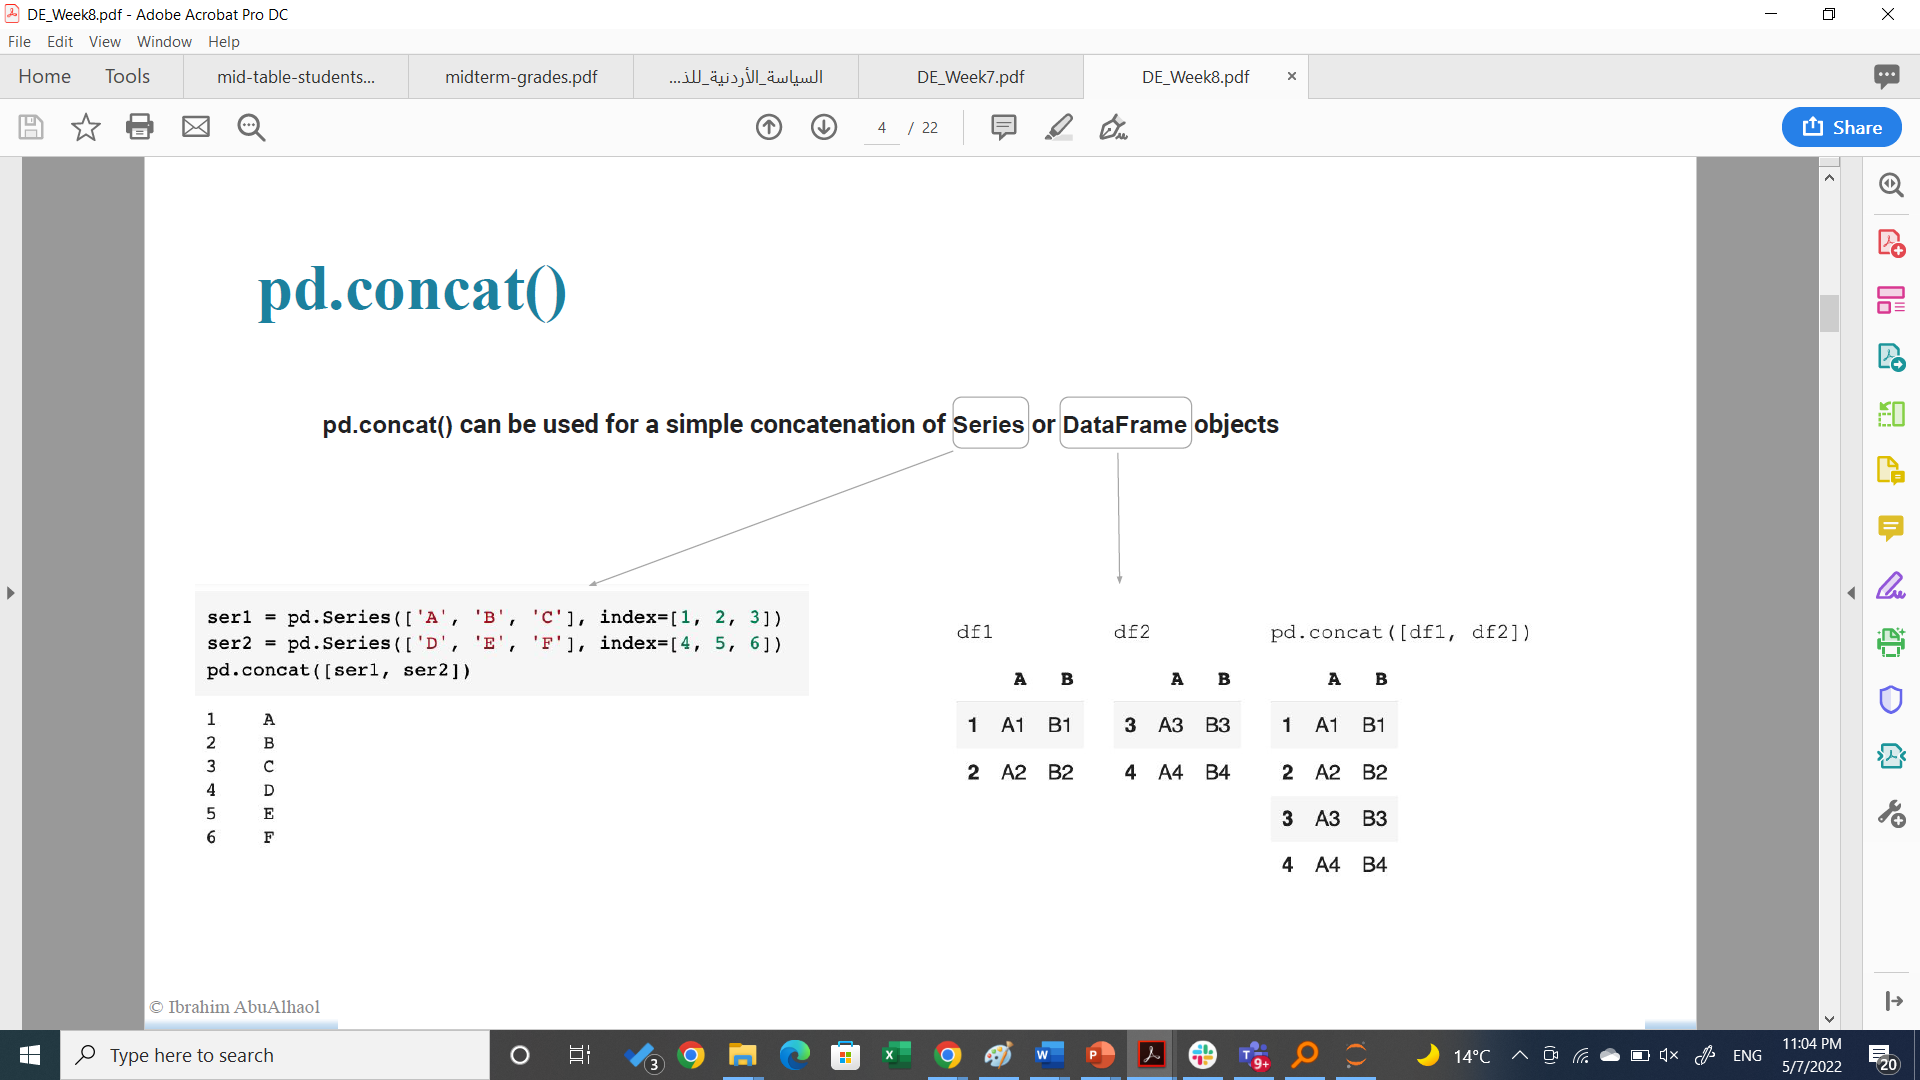 DE_Week8.pdf - Adobe Acrobat Pro DC
File Edit View Window Help
Home Tools mid-table-students... midterm-grades.pdf السياسة_الأردنية_للذ... DE_Week7.pdf DE_Week8.pdf ×
4 / 22 Share
pd.concat()
pd.concat() can be used for a simple concatenation of Series or DataFrame objects
ser1 = pd.Series(['A', 'B', 'C'], index=[1, 2, 3])
ser2 = pd.Series(['D', 'E', 'F'], index=[4, 5, 6])
pd.concat([ser1, ser2])
1 A
2 B
3 C
4 D
5 E
6 F
df1 df2 pd.concat([df1, df2])
A B A B A B
1 A1 B1 3 A3 B3 1 A1 B1
2 A2 B2 4 A4 B4 2 A2 B2
3 A3 B3
4 A4 B4
© Ibrahim AbuAlhaol
Type here to search 3 9+ 14°C ENG 11:04 PM 20
5/7/2022